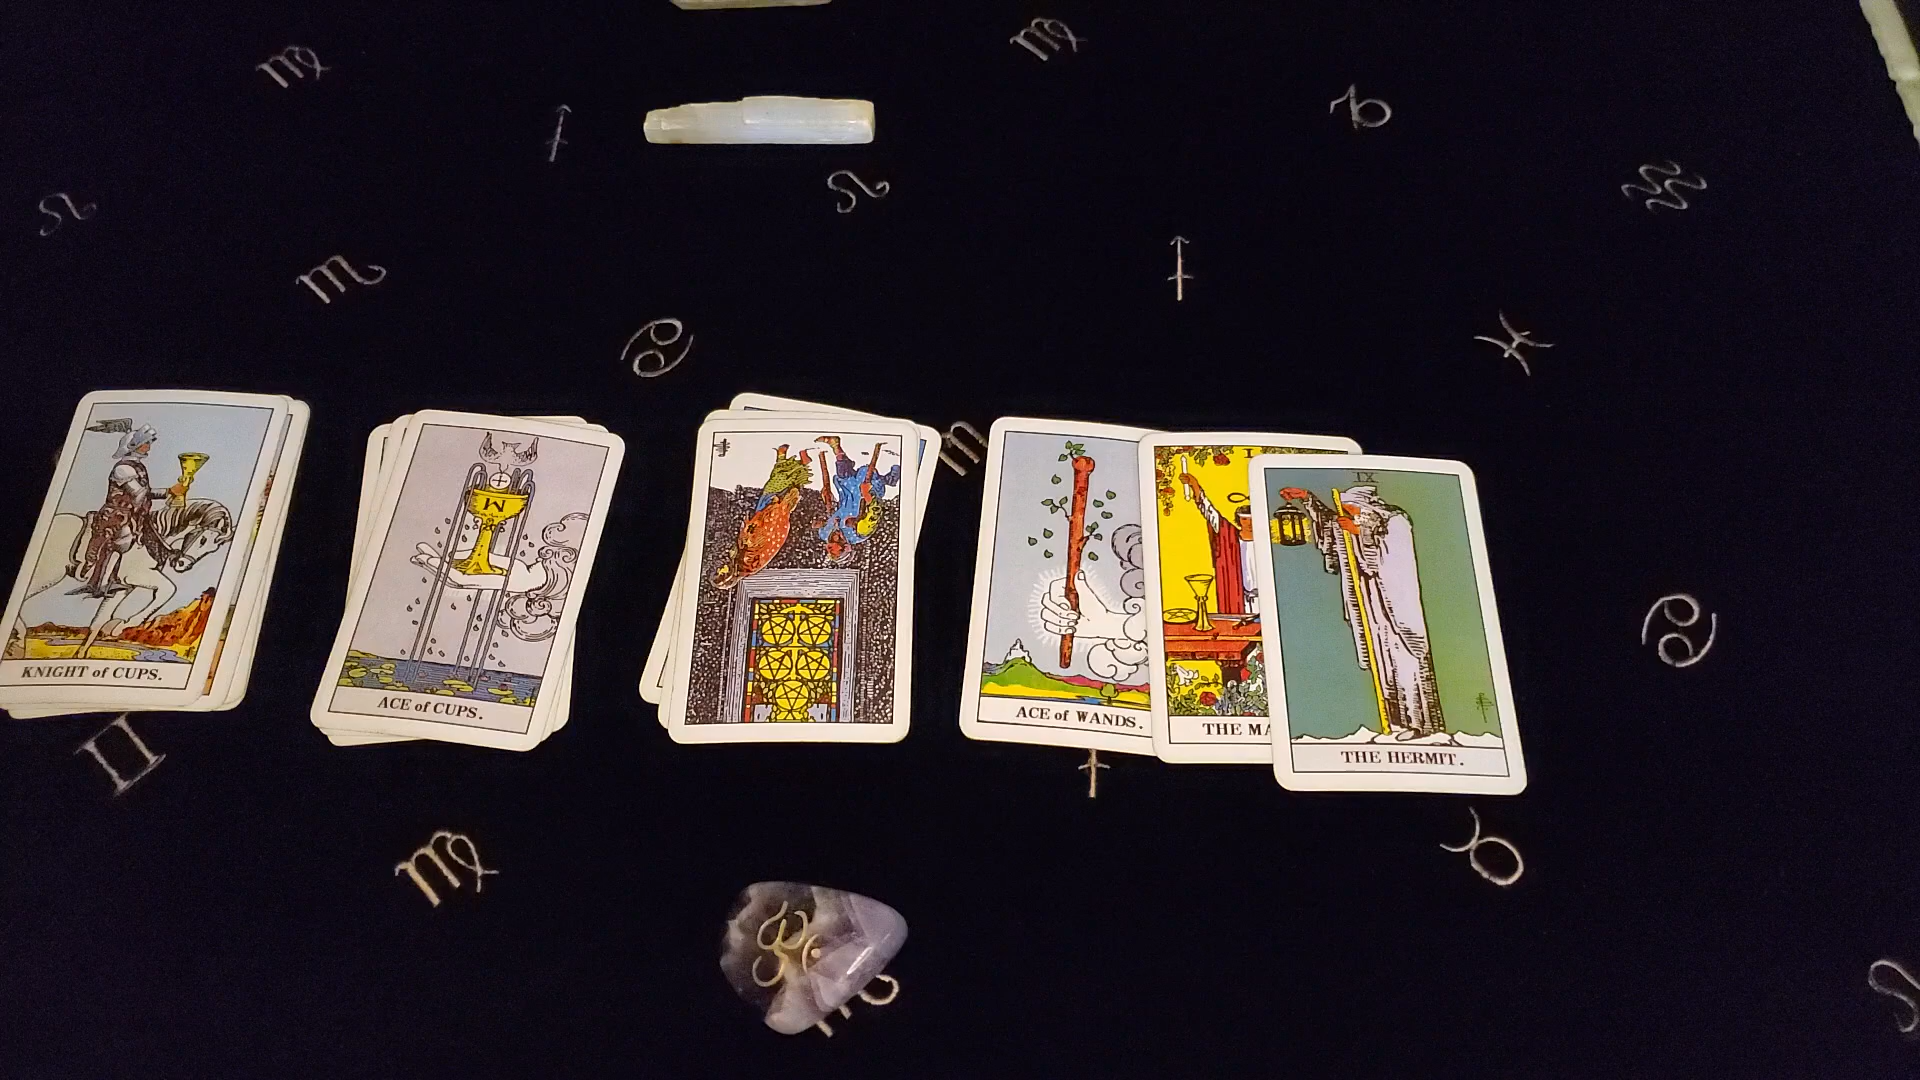 KNIGHT of CUPS.
ACE of CUPS.
ACE of WANDS.
I
THE MA
IX
THE HERMIT.